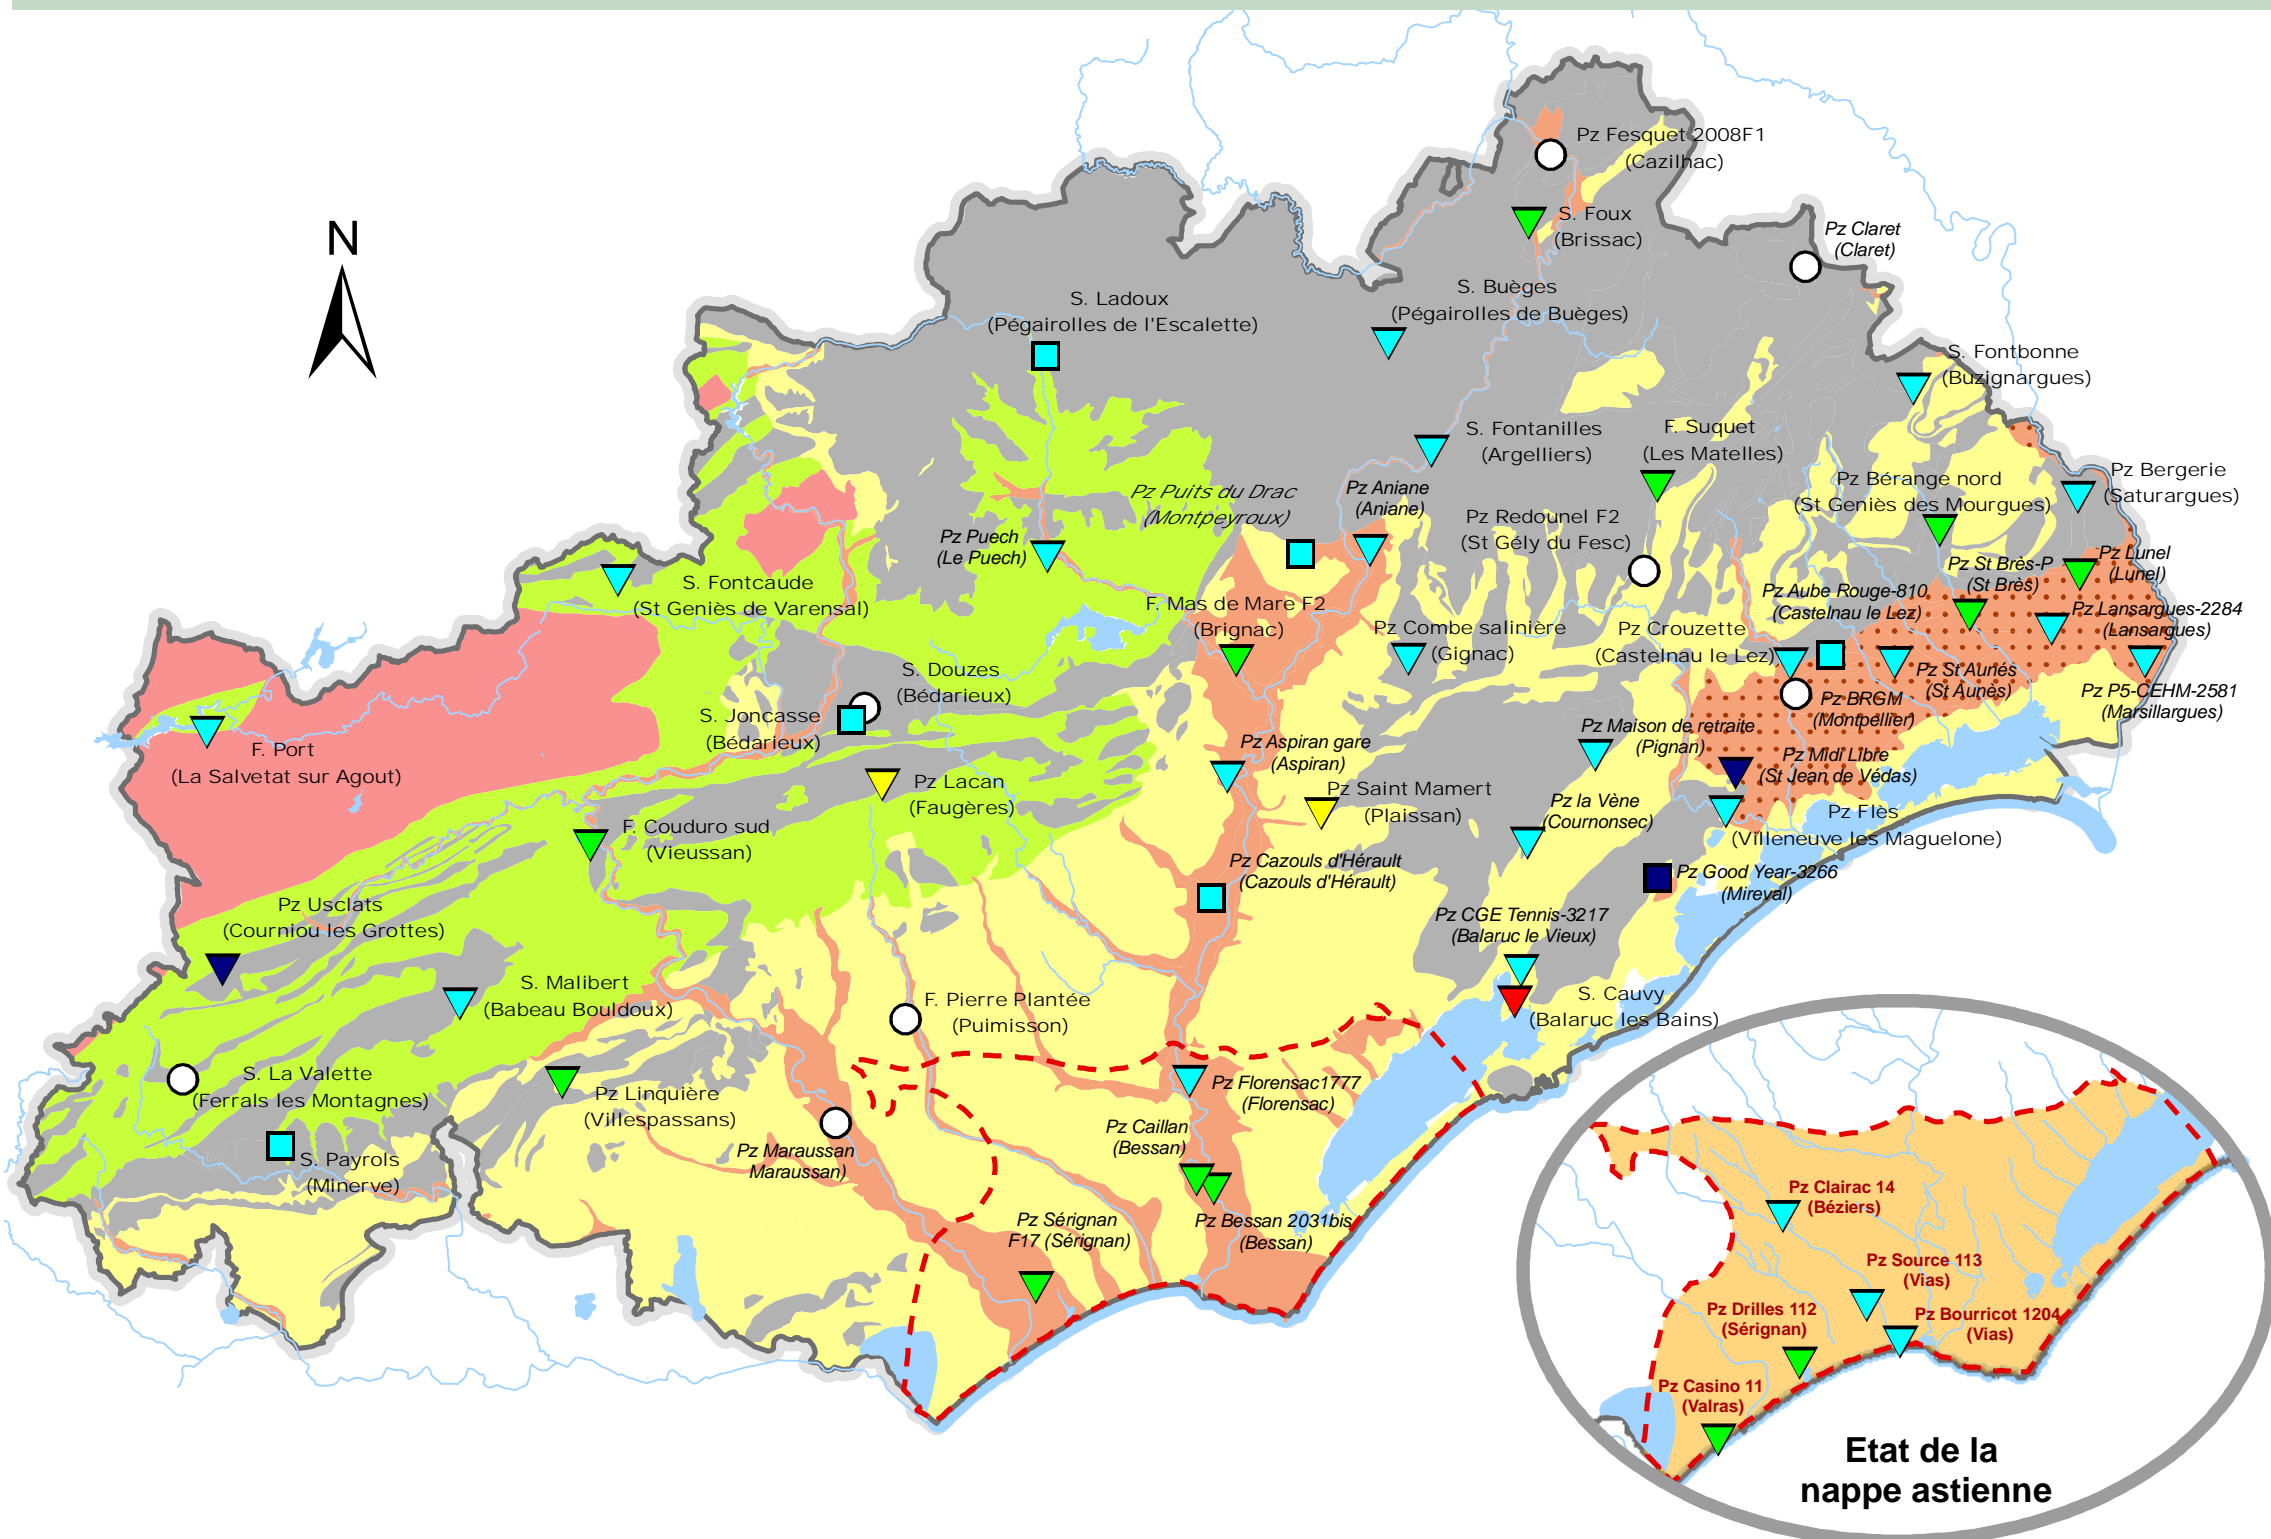 N
Pz Fesquet 2008F1
(Cazilhac)
S. Foux
(Brissac)
Pz Claret
(Claret)
S. Ladoux
(Pégairolles de l'Escalette)
S. Buèges
(Pégairolles de Buèges)
S. Fontbonne
(Buzignargues)
S. Fontanilles
(Argelliers)
F. Suquet
(Les Matelles)
Pz Bérange nord
(St Geniès des Mourgues)
Pz Bergerie
(Saturargues)
Pz Puits du Drac
(Montpeyroux)
Pz Aniane
(Aniane)
Pz Redounel F2
(St Gély du Fesc)
Pz Puech
(Le Puech)
Pz St Brès-P
(St Brès)
Pz Lunel
(Lunel)
S. Fontcaude
(St Geniès de Varensal)
F. Mas de Mare F2
(Brignac)
Pz Aube Rouge-810
(Castelnau le Lez)
Pz Lansargues-2284
(Lansargues)
Pz Combe salinière
(Gignac)
Pz Crouzette
(Castelnau le Lez)
S. Douzes
(Bédarieux)
Pz St Aunés
(St Aunès)
S. Joncasse
(Bédarieux)
Pz BRGM
(Montpellier)
Pz P5-CEHM-2581
(Marsillargues)
F. Port
(La Salvetat sur Agout)
Pz Aspiran gare
(Aspiran)
Pz Maison de retraite
(Pignan)
Pz Midi Libre
(St Jean de Védas)
Pz Lacan
(Faugères)
Pz Saint Mamert
(Plaissan)
Pz la Vène
(Cournonsec)
Pz Flès
(Villeneuve les Maguelone)
F. Couduro sud
(Vieussan)
Pz Cazouls d'Hérault
(Cazouls d'Hérault)
Pz Good Year-3266
(Mireval)
Pz Usclats
(Courniou les Grottes)
Pz CGE Tennis-3217
(Balaruc le Vieux)
S. Malibert
(Babeau Bouldoux)
F. Pierre Plantée
(Puimisson)
S. Cauvy
(Balaruc les Bains)
S. La Valette
(Ferrals les Montagnes)
Pz Linquière
(Villespassans)
Pz Florensac1777
(Florensac)
Pz Caillan
(Bessan)
S. Payrols
(Minerve)
Pz Maraussan
Maraussan)
Pz Sérignan
F17 (Sérignan)
Pz Bessan 2031bis
(Bessan)
Pz Clairac 14
(Béziers)
Pz Source 113
(Vias)
Pz Drilles 112
(Sérignan)
Pz Bourricot 1204
(Vias)
Pz Casino 11
(Valras)
Etat de la
nappe astienne